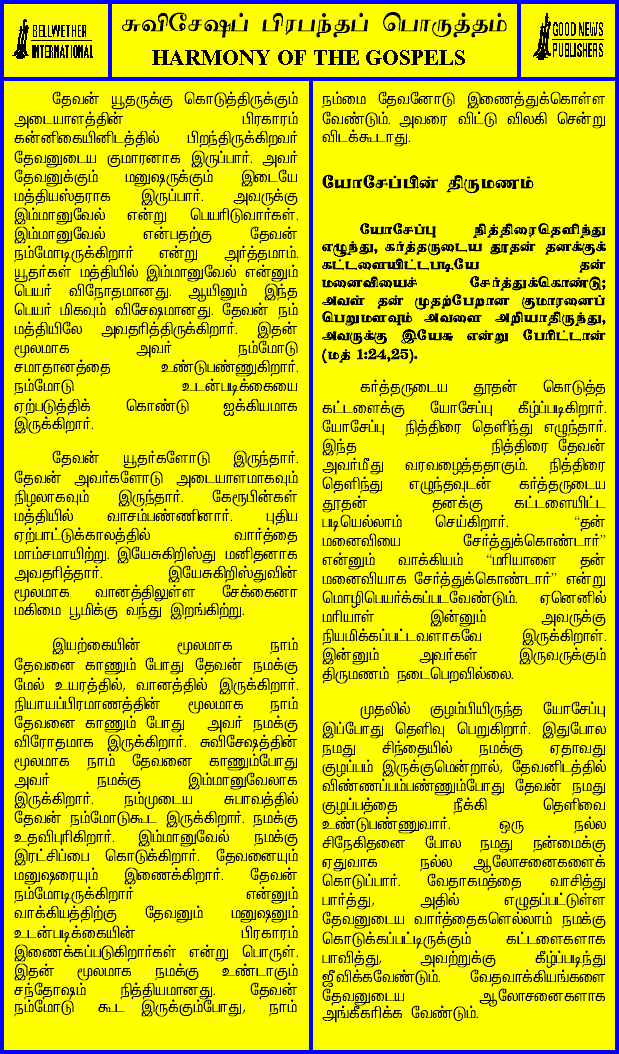 BELLWETHER
INTERNATIONAL
சுவிசேஷப் பிரபந்தப் பொருத்தம்
HARMONY OF THE GOSPELS
GOOD NEWS
PUBLISHERS
தேவன் யூதருக்கு கொடுத்திருக்கும்
அடையாளத்தின் பிரகாரம்
கன்னிகையினிடத்தில் பிறந்திருக்கிறவர்
தேவனுடைய குமாரனாக இருப்பார். அவர்
தேவனுக்கும் மனுஷருக்கும் இடையே
மத்தியஸ்தராக இருப்பார். அவருக்கு
இம்மானுவேல் என்று பெயரிடுவார்கள்.
இம்மானுவேல் என்பதற்கு தேவன்
நம்மோடிருக்கிறார் என்று அர்த்தமாம்.
யூதர்கள் மத்தியில் இம்மானுவேல் என்னும்
பெயர் விநோதமானது. ஆயினும் இந்த
பெயர் மிகவும் விசேஷமானது. தேவன் நம்
மத்தியிலே அவதரித்திருக்கிறார். இதன்
மூலமாக அவர் நம்மோடு
சமாதானத்தை உண்டுபண்ணுகிறார்.
நம்மோடு உடன்படிக்கையை
ஏற்படுத்திக் கொண்டு ஐக்கியமாக
இருக்கிறார்.
தேவன் யூதர்களோடு இருந்தார்.
தேவன் அவர்களோடு அடையாளமாகவும்
நிழலாகவும் இருந்தார். கேரூபின்கள்
மத்தியில் வாசம்பண்ணினார். புதிய
ஏற்பாட்டுக்காலத்தில் வார்த்தை
மாம்சமாயிற்று. இயேசுகிறிஸ்து மனிதனாக
அவதரித்தார். இயேசுகிறிஸ்துவின்
மூலமாக வானத்திலுள்ள சேக்கைனா
மகிமை பூமிக்கு வந்து இறங்கிற்று.
இயற்கையின் மூலமாக நாம்
தேவனை காணும் போது தேவன் நமக்கு
மேல் உயரத்தில், வானத்தில் இருக்கிறார்.
நியாயப்பிரமாணத்தின் மூலமாக நாம்
தேவனை காணும் போது அவர் நமக்கு
விரோதமாக இருக்கிறார். சுவிசேஷத்தின்
மூலமாக நாம் தேவனை காணும்போது
அவர் நமக்கு இம்மானுவேலாக
இருக்கிறார். நம்முடைய சுபாவத்தில்
தேவன் நம்மோடுகூட இருக்கிறார். நமக்கு
உதவிபுரிகிறார். இம்மானுவேல் நமக்கு
இரட்சிப்பை கொடுக்கிறார். தேவனையும்
மனுஷரையும் இணைக்கிறார். தேவன்
நம்மோடிருக்கிறார் என்னும்
வாக்கியத்திற்கு தேவனும் மனுஷனும்
உடன்படிக்கையின் பிரகாரம்
இணைக்கப்படுகிறார்கள் என்று பொருள்.
இதன் மூலமாக நமக்கு உண்டாகும்
சந்தோஷம் நித்தியமானது. தேவன்
நம்மோடு கூட இருக்கும்போது, நாம்
நம்மை தேவனோடு இணைத்துக்கொள்ள
வேண்டும். அவரை விட்டு விலகி சென்று
விடக்கூடாது.
யோசேப்பின் திருமணம்
யோசேப்பு நித்திரைதெளிந்து
எழுந்து, கர்த்தருடைய தூதன் தனக்குக்
கட்டளையிட்டபடியே தன்
மனைவியைச் சேர்த்துக்கொண்டு;
அவள் தன் முதற்பேறான குமாரனைப்
பெறுமளவும் அவளை அறியாதிருந்து,
அவருக்கு இயேசு என்று பேரிட்டான்
(மத் 1:24,25).
கர்த்தருடைய தூதன் கொடுத்த
கட்டளைக்கு யோசேப்பு கீழ்ப்படிகிறார்.
யோசேப்பு நித்திரை தெளிந்து எழுந்தார்.
இந்த நித்திரை தேவன்
அவர்மீது வரவழைத்ததாகும். நித்திரை
தெளிந்து எழுந்தவுடன் கர்த்தருடைய
தூதன் தனக்கு கட்டளையிட்ட
படியெல்லாம் செய்கிறார். “தன்
மனைவியை சேர்த்துக்கொண்டார்”
என்னும் வாக்கியம் “மரியாளை தன்
மனைவியாக சேர்த்துக்கொண்டார்” என்று
மொழிபெயர்க்கப்படவேண்டும். ஏனெனில்
மரியாள் இன்னும் அவருக்கு
நியமிக்கப்பட்டவளாகவே இருக்கிறாள்.
இன்னும் அவர்கள் இருவருக்கும்
திருமணம் நடைபெறவில்லை.
முதலில் குழம்பியிருந்த யோசேப்பு
இப்போது தெளிவு பெறுகிறார். இதுபோல
நமது சிந்தையில் நமக்கு ஏதாவது
குழப்பம் இருக்குமென்றால், தேவனிடத்தில்
விண்ணப்பம்பண்ணும்போது தேவன் நமது
குழப்பத்தை நீக்கி தெளிவை
உண்டுபண்ணுவார். ஒரு நல்ல
சிநேகிதனை போல நமது நன்மைக்கு
ஏதுவாக நல்ல ஆலோசனைகளைக்
கொடுப்பார். வேதாகமத்தை வாசித்து
பார்த்து, அதில் எழுதப்பட்டுள்ள
தேவனுடைய வார்த்தைகளெல்லாம் நமக்கு
கொடுக்கப்பட்டிருக்கும் கட்டளைகளாக
பாவித்து, அவற்றுக்கு கீழ்ப்படிந்து
ஜீவிக்கவேண்டும். வேதவாக்கியங்களை
தேவனுடைய ஆலோசனைகளாக
அங்கீகரிக்க வேண்டும்.